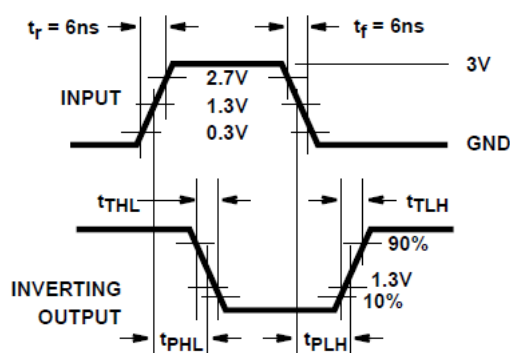 tr = 6ns
tf = 6ns
3V
INPUT
2.7V
1.3V
0.3V
GND
tTHL
tTLH
90%
1.3V
10%
INVERTING
OUTPUT
tPHL
tPLH